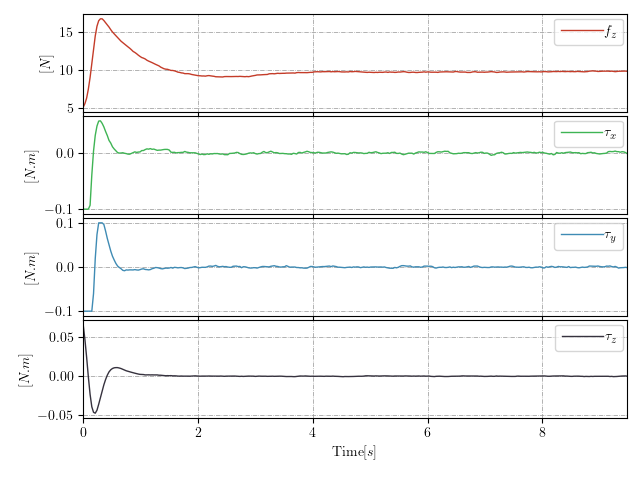 15
10
5
[N]
f_z
0.0
−0.1
[N.m]
τ_x
0.1
0.0
−0.1
[N.m]
τ_y
0.05
0.00
−0.05
[N.m]
τ_z
0 2 4 6 8
Time[s]